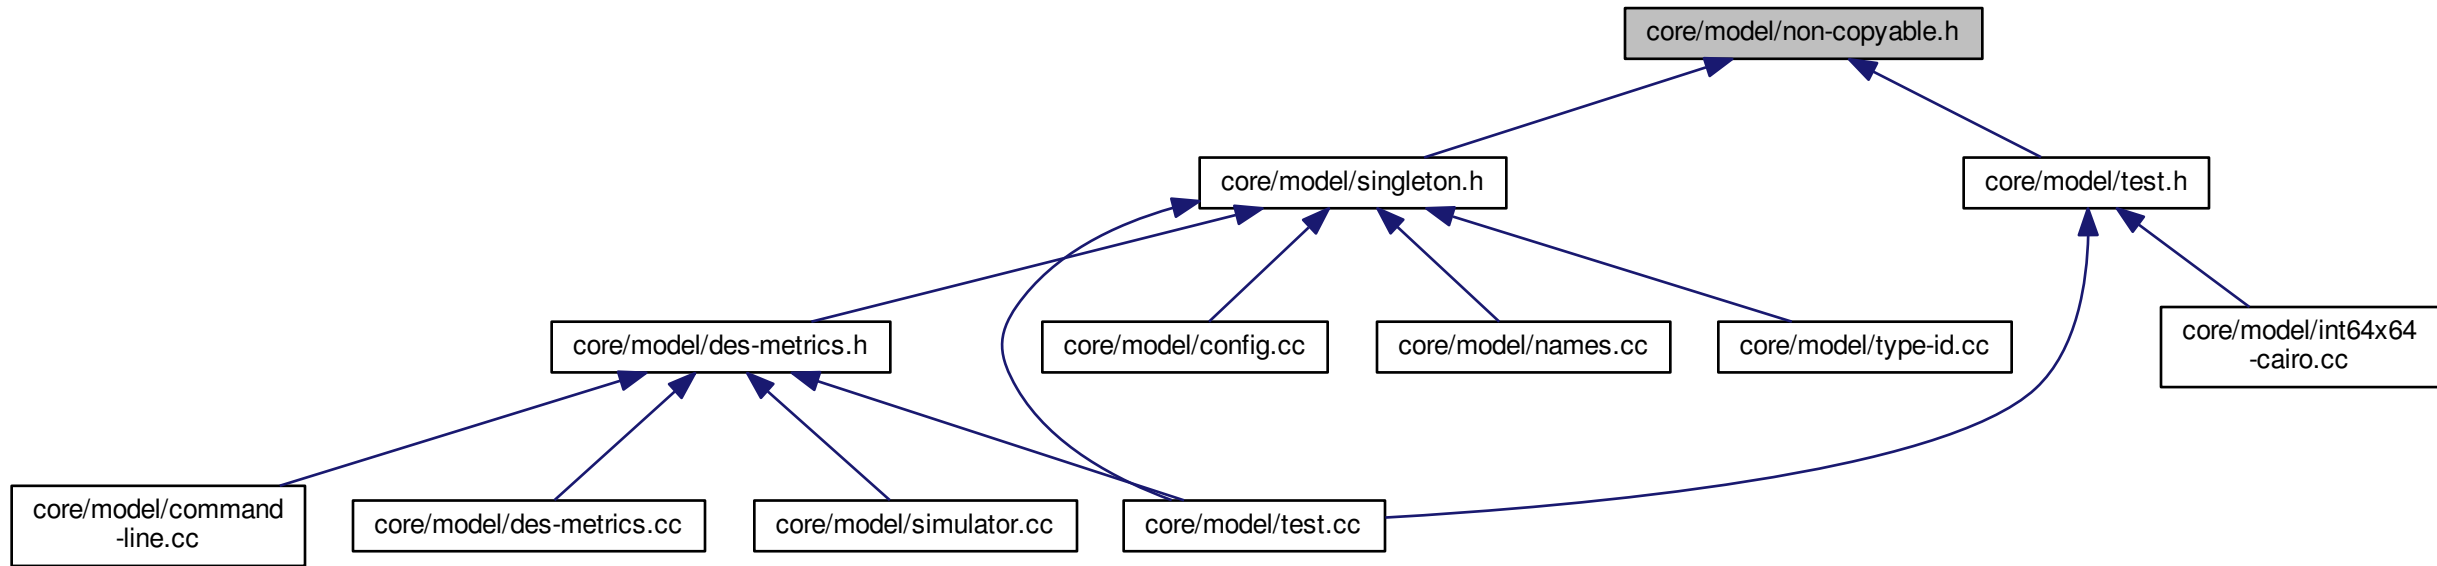 core/model/non-copyable.h
core/model/singleton.h
core/model/test.h
core/model/des-metrics.h
core/model/config.cc
core/model/names.cc
core/model/type-id.cc
core/model/int64x64
-cairo.cc
core/model/command
-line.cc
core/model/des-metrics.cc
core/model/simulator.cc
core/model/test.cc